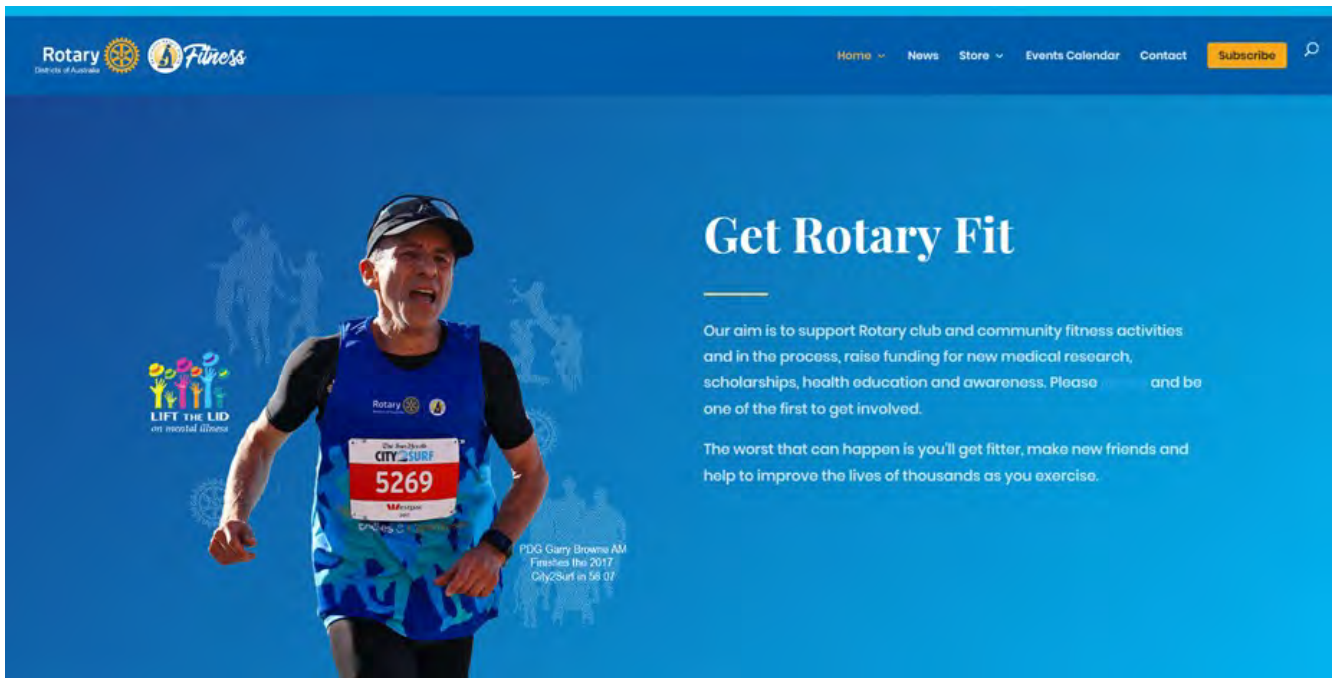 Rotary
Districts of Australia
Fitness
Home
News
Store
Events Calendar
Contact
Subscribe
Get Rotary Fit
Our aim is to support Rotary club and community fitness activities
and in the process, raise funding for new medical research,
scholarships, health education and awareness. Please and be
one of the first to get involved.
The worst that can happen is you'll get fitter, make new friends and
help to improve the lives of thousands as you exercise.
LIFT THE LID
on mental illness
Rotary
The Sun-Herald
CITY2SURF
5269
Westpac
PDG Garry Browne AM
Finishes the 2017
City2Surf in 56 07